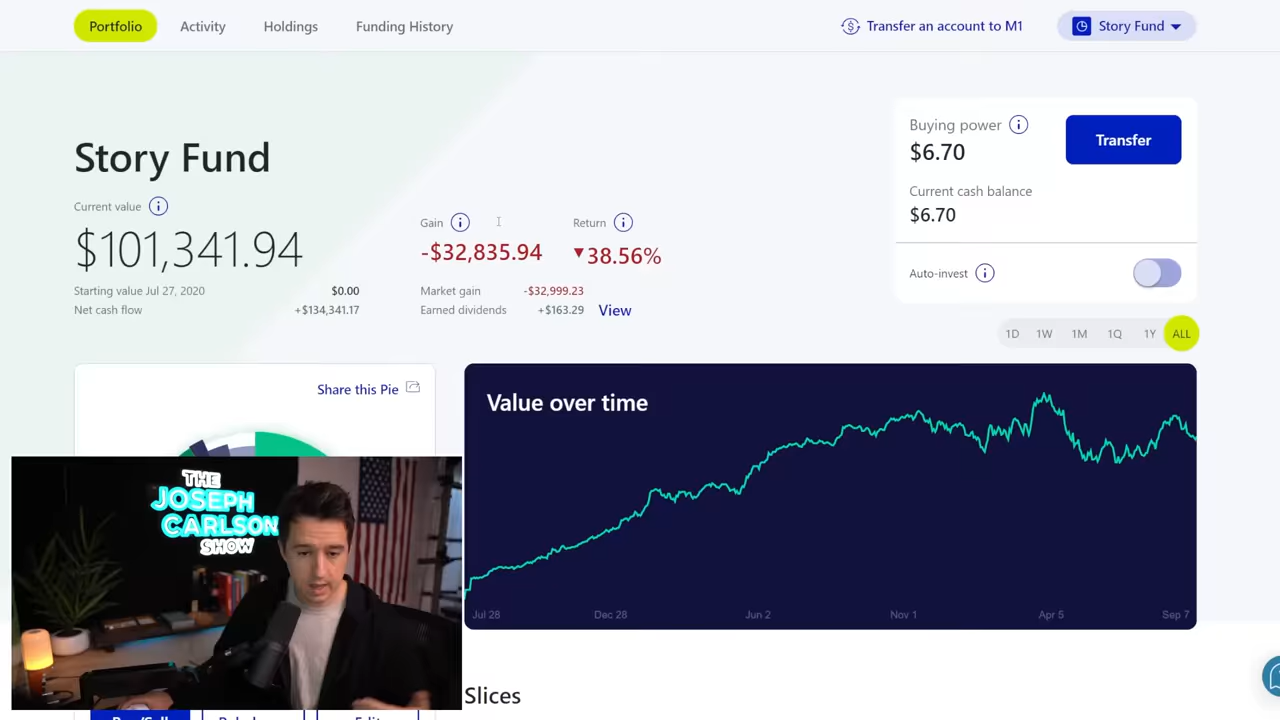 Portfolio
Activity
Holdings
Funding History
Transfer an account to M1
Story Fund
Story Fund
Current value
$101,341.94
Starting value Jul 27, 2020 $0.00
Net cash flow +$134,341.17
Gain
-$32,835.94
Return
38.56%
Market gain -$32,999.23
Earned dividends +$163.29 View
Buying power
$6.70
Transfer
Current cash balance
$6.70
Auto-invest
1D 1W 1M 1Q 1Y ALL
Share this Pie
Value over time
Jul 28 Dec 28 Jun 2 Nov 1 Apr 5 Sep 7
THE
JOSEPH
CARLSON
SHOW
Slices